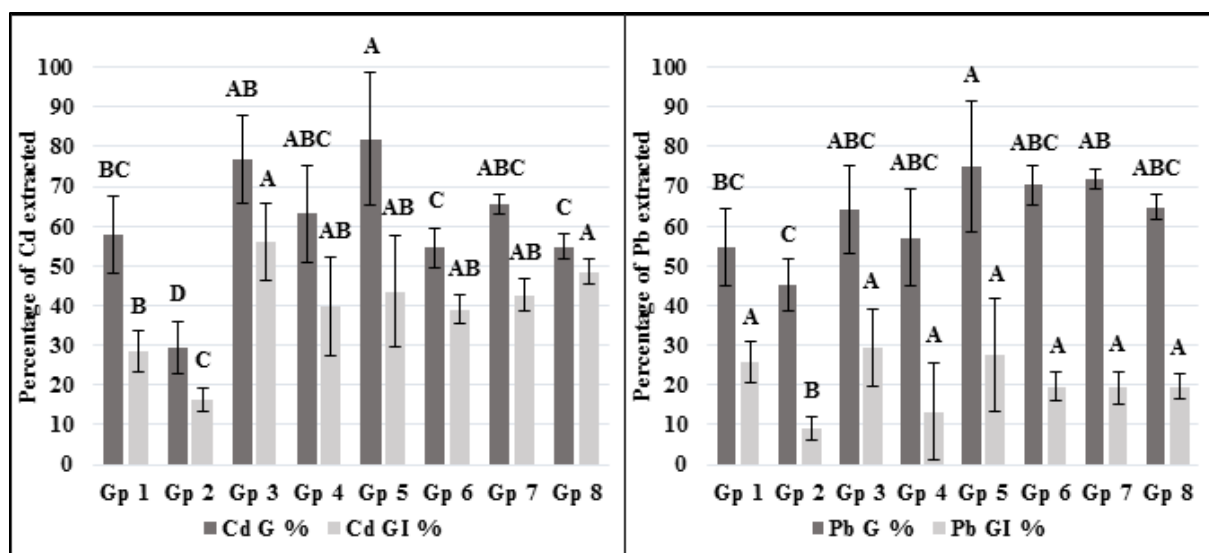 Percentage of Cd extracted
100
90
80
70
60
50
40
30
20
10
0
BC
B
D
C
AB
A
ABC
AB
A
AB
C
AB
ABC
AB
C
A
Gp 1 Gp 2 Gp 3 Gp 4 Gp 5 Gp 6 Gp 7 Gp 8
Cd G % Cd GI %
Percentage of Pb extracted
100
90
80
70
60
50
40
30
20
10
0
BC
A
C
B
ABC
A
ABC
A
A
A
ABC
A
AB
A
ABC
A
Gp 1 Gp 2 Gp 3 Gp 4 Gp 5 Gp 6 Gp 7 Gp 8
Pb G % Pb GI %